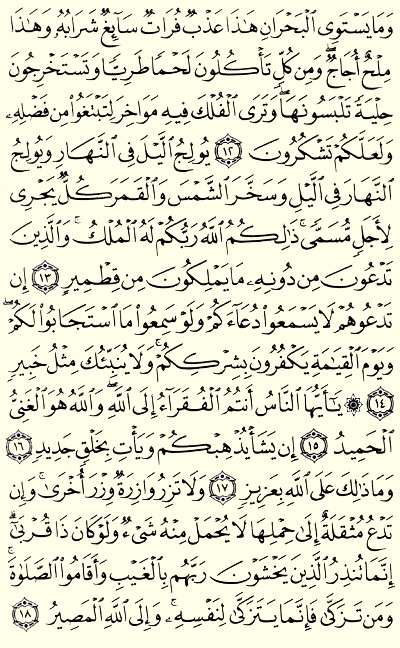 وَمَا يَسْتَوِى ٱلْبَحْرَانِ هَـٰذَا عَذْبٌ فُرَاتٌ سَآئِغٌ شَرَابُهُۥ وَهَـٰذَا
مِلْحٌ أُجَاجٌ ۖ وَمِن كُلٍّ تَأْكُلُونَ لَحْمًا طَرِيًّا وَتَسْتَخْرِجُونَ
حِلْيَةً تَلْبَسُونَهَا ۖ وَتَرَى ٱلْفُلْكَ فِيهِ مَوَاخِرَ لِتَبْتَغُوا۟ مِن فَضْلِهِۦ
وَلَعَلَّكُمْ تَشْكُرُونَ ١٢ يُولِجُ ٱلَّيْلَ فِى ٱلنَّهَارِ وَيُولِجُ
ٱلنَّهَارَ فِى ٱلَّيْلِ وَسَخَّرَ ٱلشَّمْسَ وَٱلْقَمَرَ كُلٌّ يَجْرِى
لِأَجَلٍ مُّسَمًّى ۚ ذَٰلِكُمُ ٱللَّهُ رَبُّكُمْ لَهُ ٱلْمُلْكُ ۚ وَٱلَّذِينَ
تَدْعُونَ مِن دُونِهِۦ مَا يَمْلِكُونَ مِن قِطْمِيرٍ ١٣ إِن
تَدْعُوهُمْ لَا يَسْمَعُوا۟ دُعَآءَكُمْ وَلَوْ سَمِعُوا۟ مَا ٱسْتَجَابُوا۟ لَكُمْ ۖ
وَيَوْمَ ٱلْقِيَـٰمَةِ يَكْفُرُونَ بِشِرْكِكُمْ ۚ وَلَا يُنَبِّئُكَ مِثْلُ خَبِيرٍ
١٤ ۞ يَـٰٓأَيُّهَا ٱلنَّاسُ أَنتُمُ ٱلْفُقَرَآءُ إِلَى ٱللَّهِ ۖ وَٱللَّهُ هُوَ ٱلْغَنِىُّ
ٱلْحَمِيدُ ١٥ إِن يَشَأْ يُذْهِبْكُمْ وَيَأْتِ بِخَلْقٍ جَدِيدٍ ١٦
وَمَا ذَٰلِكَ عَلَى ٱللَّهِ بِعَزِيزٍ ١٧ وَلَا تَزِرُ وَازِرَةٌ وِزْرَ أُخْرَىٰ ۚ وَإِن
تَدْعُ مُثْقَلَةٌ إِلَىٰ حِمْلِهَا لَا يُحْمَلْ مِنْهُ شَىْءٌ وَلَوْ كَانَ ذَا قُرْبَىٰٓ ۗ
إِنَّمَا تُنذِرُ ٱلَّذِينَ يَخْشَوْنَ رَبَّهُم بِٱلْغَيْبِ وَأَقَامُوا۟ ٱلصَّلَوٰةَ ۚ
وَمَن تَزَكَّىٰ فَإِنَّمَا يَتَزَكَّىٰ لِنَفْسِهِۦ ۚ وَإِلَى ٱللَّهِ ٱلْمَصِيرُ ١٨